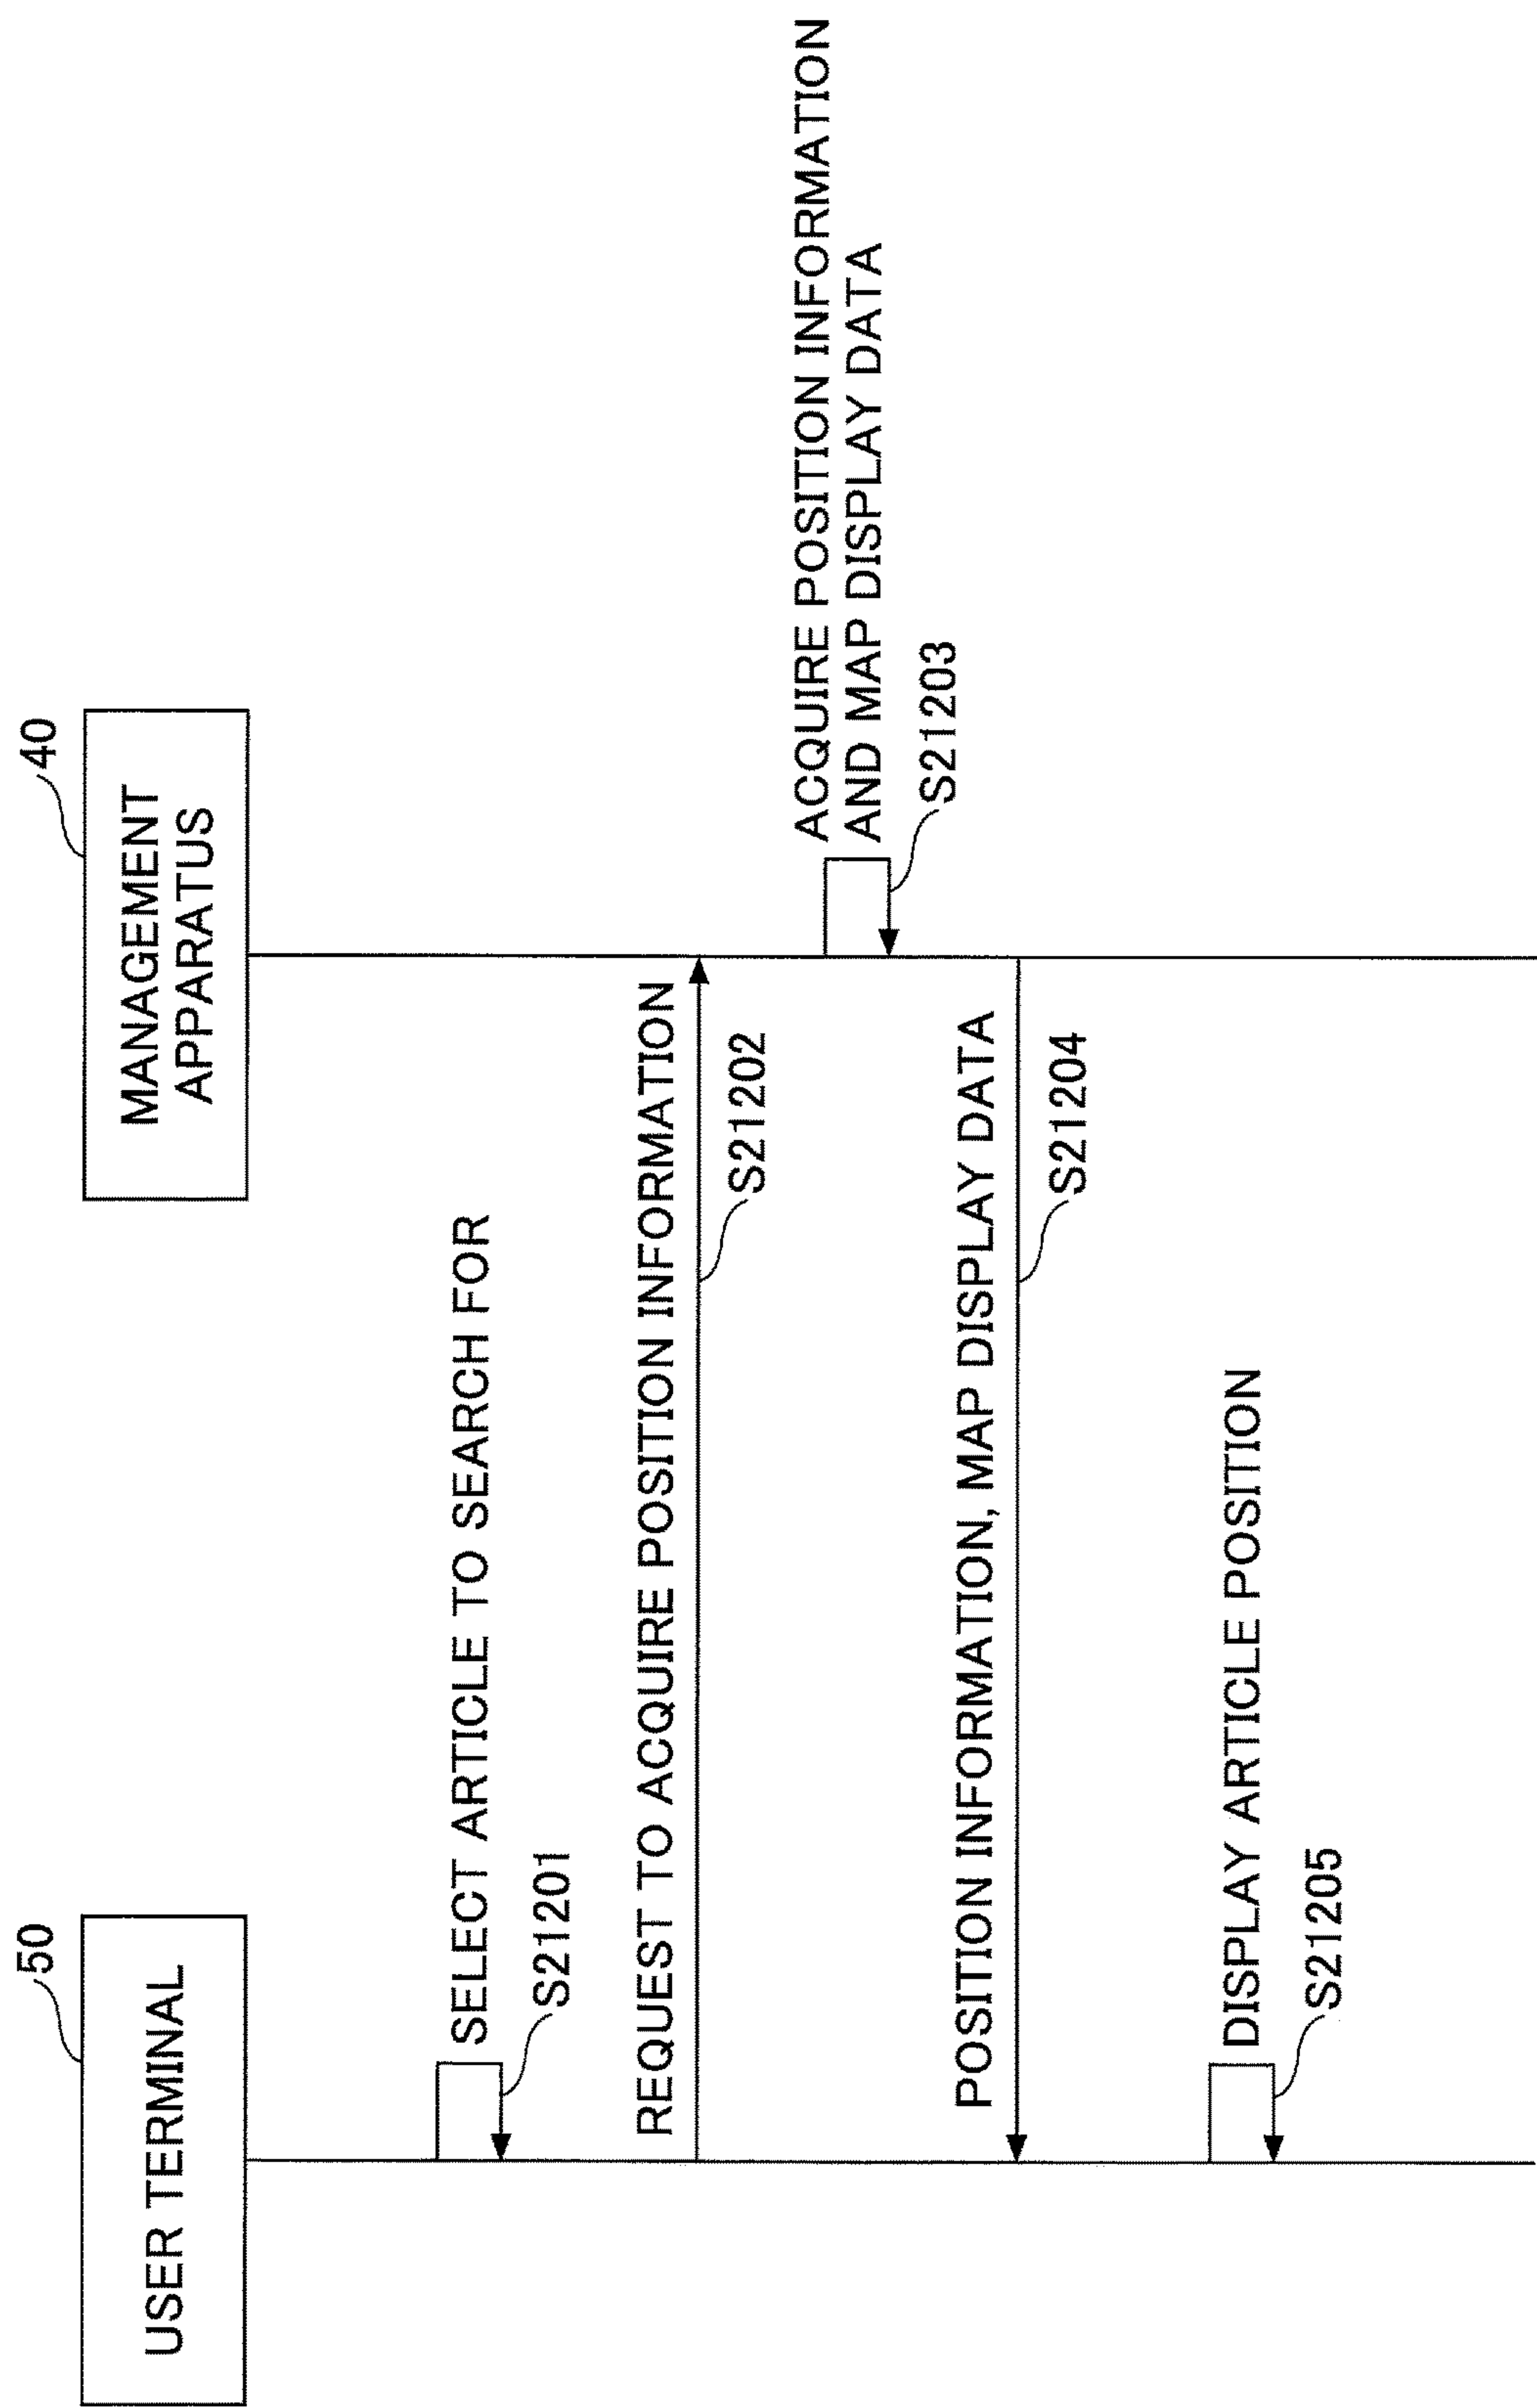 50
USER TERMINAL
40
MANAGEMENT
APPARATUS
SELECT ARTICLE TO SEARCH FOR
S21201
REQUEST TO ACQUIRE POSITION INFORMATION
S21202
ACQUIRE POSITION INFORMATION
AND MAP DISPLAY DATA
S21203
POSITION INFORMATION, MAP DISPLAY DATA
S21204
DISPLAY ARTICLE POSITION
S21205